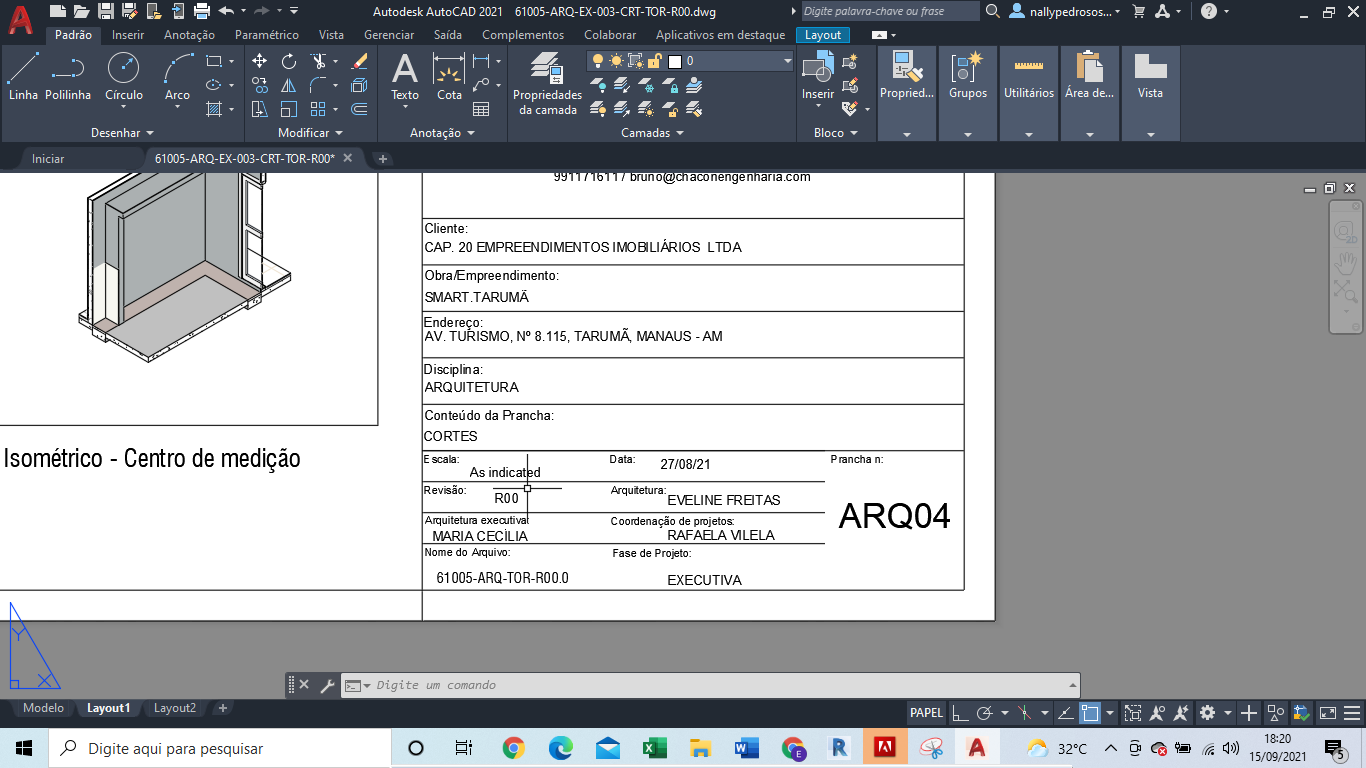 Autodesk AutoCAD 2021 61005-ARQ-EX-003-CRT-TOR-R00.dwg
Digite palavra-chave ou frase
nallypedrosos...
Padrão Inserir Anotação Paramétrico Vista Gerenciar Saída Complementos Colaborar Aplicativos em destaque Layout
0
Linha Polilinha Círculo Arco
Texto Cota
Propriedades da camada
Inserir
Propried... Grupos Utilitários Área de... Vista
Desenhar Modificar Anotação Camadas Bloco
Iniciar 61005-ARQ-EX-003-CRT-TOR-R00*
991171611 / bruno@chaconengenharia.com
Cliente:
CAP. 20 EMPREENDIMENTOS IMOBILIÁRIOS LTDA
Obra/Empreendimento:
SMART.TARUMÃ
Endereço:
AV. TURISMO, Nº 8.115, TARUMÃ, MANAUS - AM
Disciplina:
ARQUITETURA
Conteúdo da Prancha:
CORTES
Isométrico - Centro de medição
Escala: As indicated Data: 27/08/21 Prancha n:
Revisão: R00 Arquitetura: EVELINE FREITAS
ARQ04
Arquitetura executiva: MARIA CECÍLIA Coordenação de projetos: RAFAELA VILELA
Nome do Arquivo: Fase de Projeto:
61005-ARQ-TOR-R00.0 EXECUTIVA
2D
Y
X
Digite um comando
Modelo Layout1 Layout2
PAPEL
Digite aqui para pesquisar
32°C
18:20
15/09/2021
5